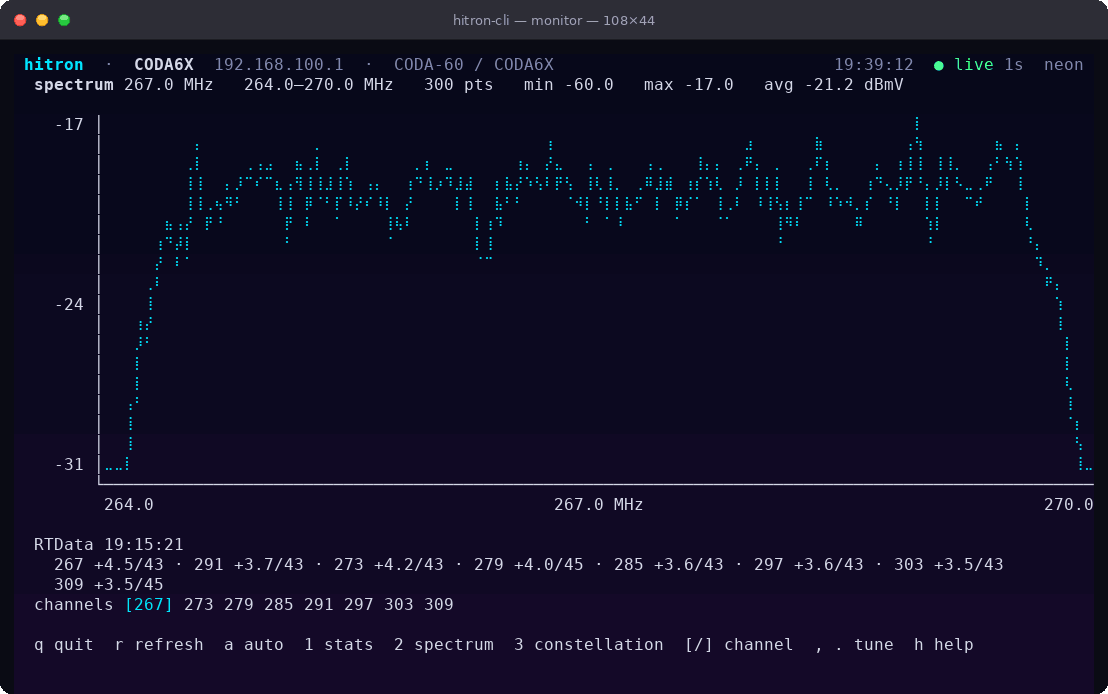 hitron-cli — monitor — 108×44
hitron · CODA6X 192.168.100.1 · CODA-60 / CODA6X 19:39:12 ● live 1s neon
spectrum 267.0 MHz 264.0–270.0 MHz 300 pts min -60.0 max -17.0 avg -21.2 dBmV
-17
-24
-31
264.0 267.0 MHz 270.0
RTData 19:15:21
267 +4.5/43 · 291 +3.7/43 · 273 +4.2/43 · 279 +4.0/45 · 285 +3.6/43 · 297 +3.6/43 · 303 +3.5/43
309 +3.5/45
channels [267] 273 279 285 291 297 303 309
q quit r refresh a auto 1 stats 2 spectrum 3 constellation [/] channel , . tune h help